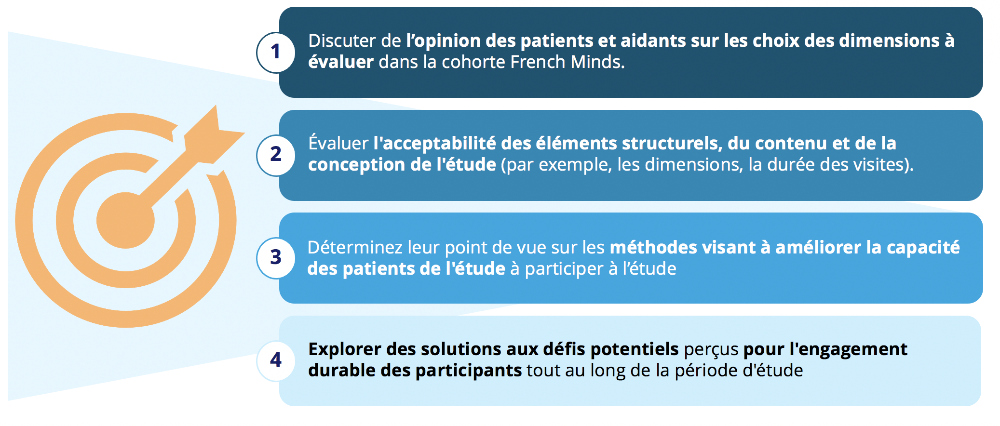 1
Discuter de l’opinion des patients et aidants sur les choix des dimensions à
évaluer dans la cohorte French Minds.
2
Évaluer l'acceptabilité des éléments structurels, du contenu et de la
conception de l'étude (par exemple, les dimensions, la durée des visites).
3
Déterminez leur point de vue sur les méthodes visant à améliorer la capacité
des patients de l'étude à participer à l’étude
4
Explorer des solutions aux défis potentiels perçus pour l'engagement
durable des participants tout au long de la période d'étude